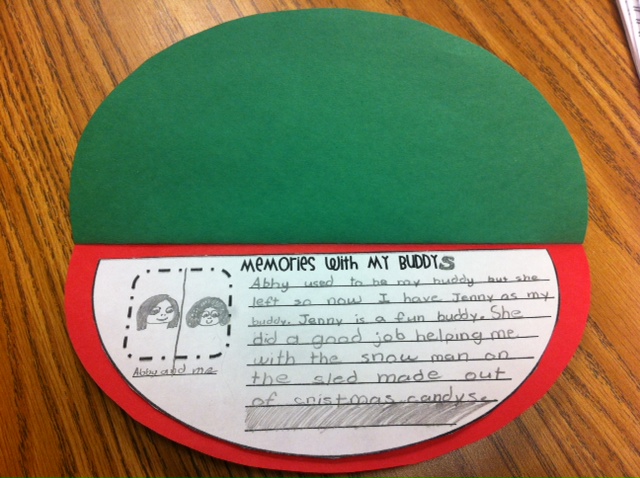 MEMORIES With MY BUDDYS
Abby used to be my buddy but she
left so now I have Jenny as my
buddy. Jenny is a fun buddy. She
did a good job helping me
with the snow man on
the sled made out
of cristmas candys.
Abby and me